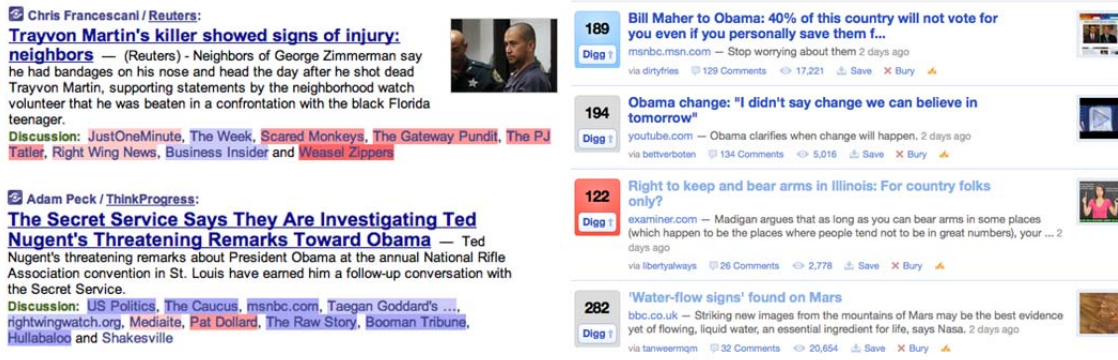 Chris Francescani / Reuters:
Trayvon Martin's killer showed signs of injury:
neighbors — (Reuters) - Neighbors of George Zimmerman say
he had bandages on his nose and head the day after he shot dead
Trayvon Martin, supporting statements by the neighborhood watch
volunteer that he was beaten in a confrontation with the black Florida
teenager.
Discussion: JustOneMinute, The Week, Scared Monkeys, The Gateway Pundit, The PJ
Tatler, Right Wing News, Business Insider and Weasel Zippers
Adam Peck / ThinkProgress:
The Secret Service Says They Are Investigating Ted
Nugent's Threatening Remarks Toward Obama — Ted
Nugent's threatening remarks about President Obama at the annual National Rifle
Association convention in St. Louis have earned him a follow-up conversation with
the Secret Service.
Discussion: US Politics, The Caucus, msnbc.com, Taegan Goddard's ...,
rightwingwatch.org, Mediaite, Pat Dollard, The Raw Story, Booman Tribune,
Hullabaloo and Shakesville
189
Digg
Bill Maher to Obama: 40% of this country will not vote for
you even if you personally save them f...
msnbc.msn.com — Stop worrying about them 2 days ago
via dirtyfries 129 Comments 17,221 Save Bury
194
Digg
Obama change: "I didn't say change we can believe in
tomorrow"
youtube.com — Obama clarifies when change will happen. 2 days ago
via bettverboten 134 Comments 5,016 Save Bury
122
Digg
Right to keep and bear arms in Illinois: For country folks
only?
examiner.com — Madigan argues that as long as you can bear arms in some places
(which happen to be the places where people tend not to be in great numbers), your ... 2
days ago
via libertyalways 26 Comments 2,778 Save Bury
282
Digg
'Water-flow signs' found on Mars
bbc.co.uk — Striking new images from the mountains of Mars may be the best evidence
yet of flowing, liquid water, an essential ingredient for life, says Nasa. 2 days ago
via tanweermqm 32 Comments 20,654 Save Bury